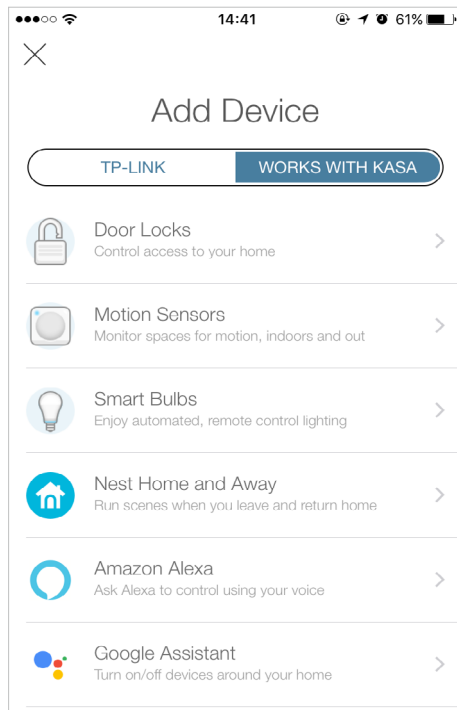 14:41 61%
Add Device
TP-LINK WORKS WITH KASA
Door Locks
Control access to your home
Motion Sensors
Monitor spaces for motion, indoors and out
Smart Bulbs
Enjoy automated, remote control lighting
Nest Home and Away
Run scenes when you leave and return home
Amazon Alexa
Ask Alexa to control using your voice
Google Assistant
Turn on/off devices around your home